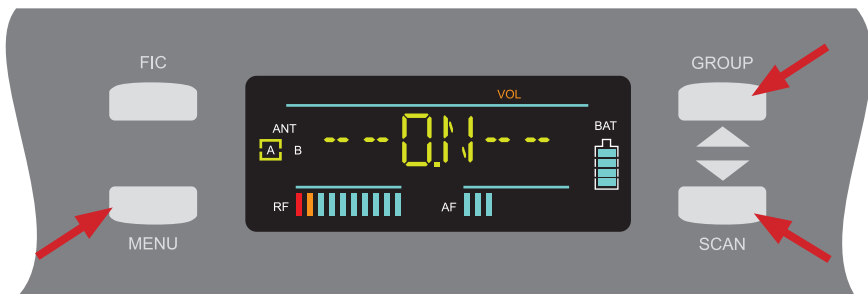 FIC
GROUP
VOL
ANT
BAT
A B
-- -- 0.N -- --
RF
AF
MENU
SCAN